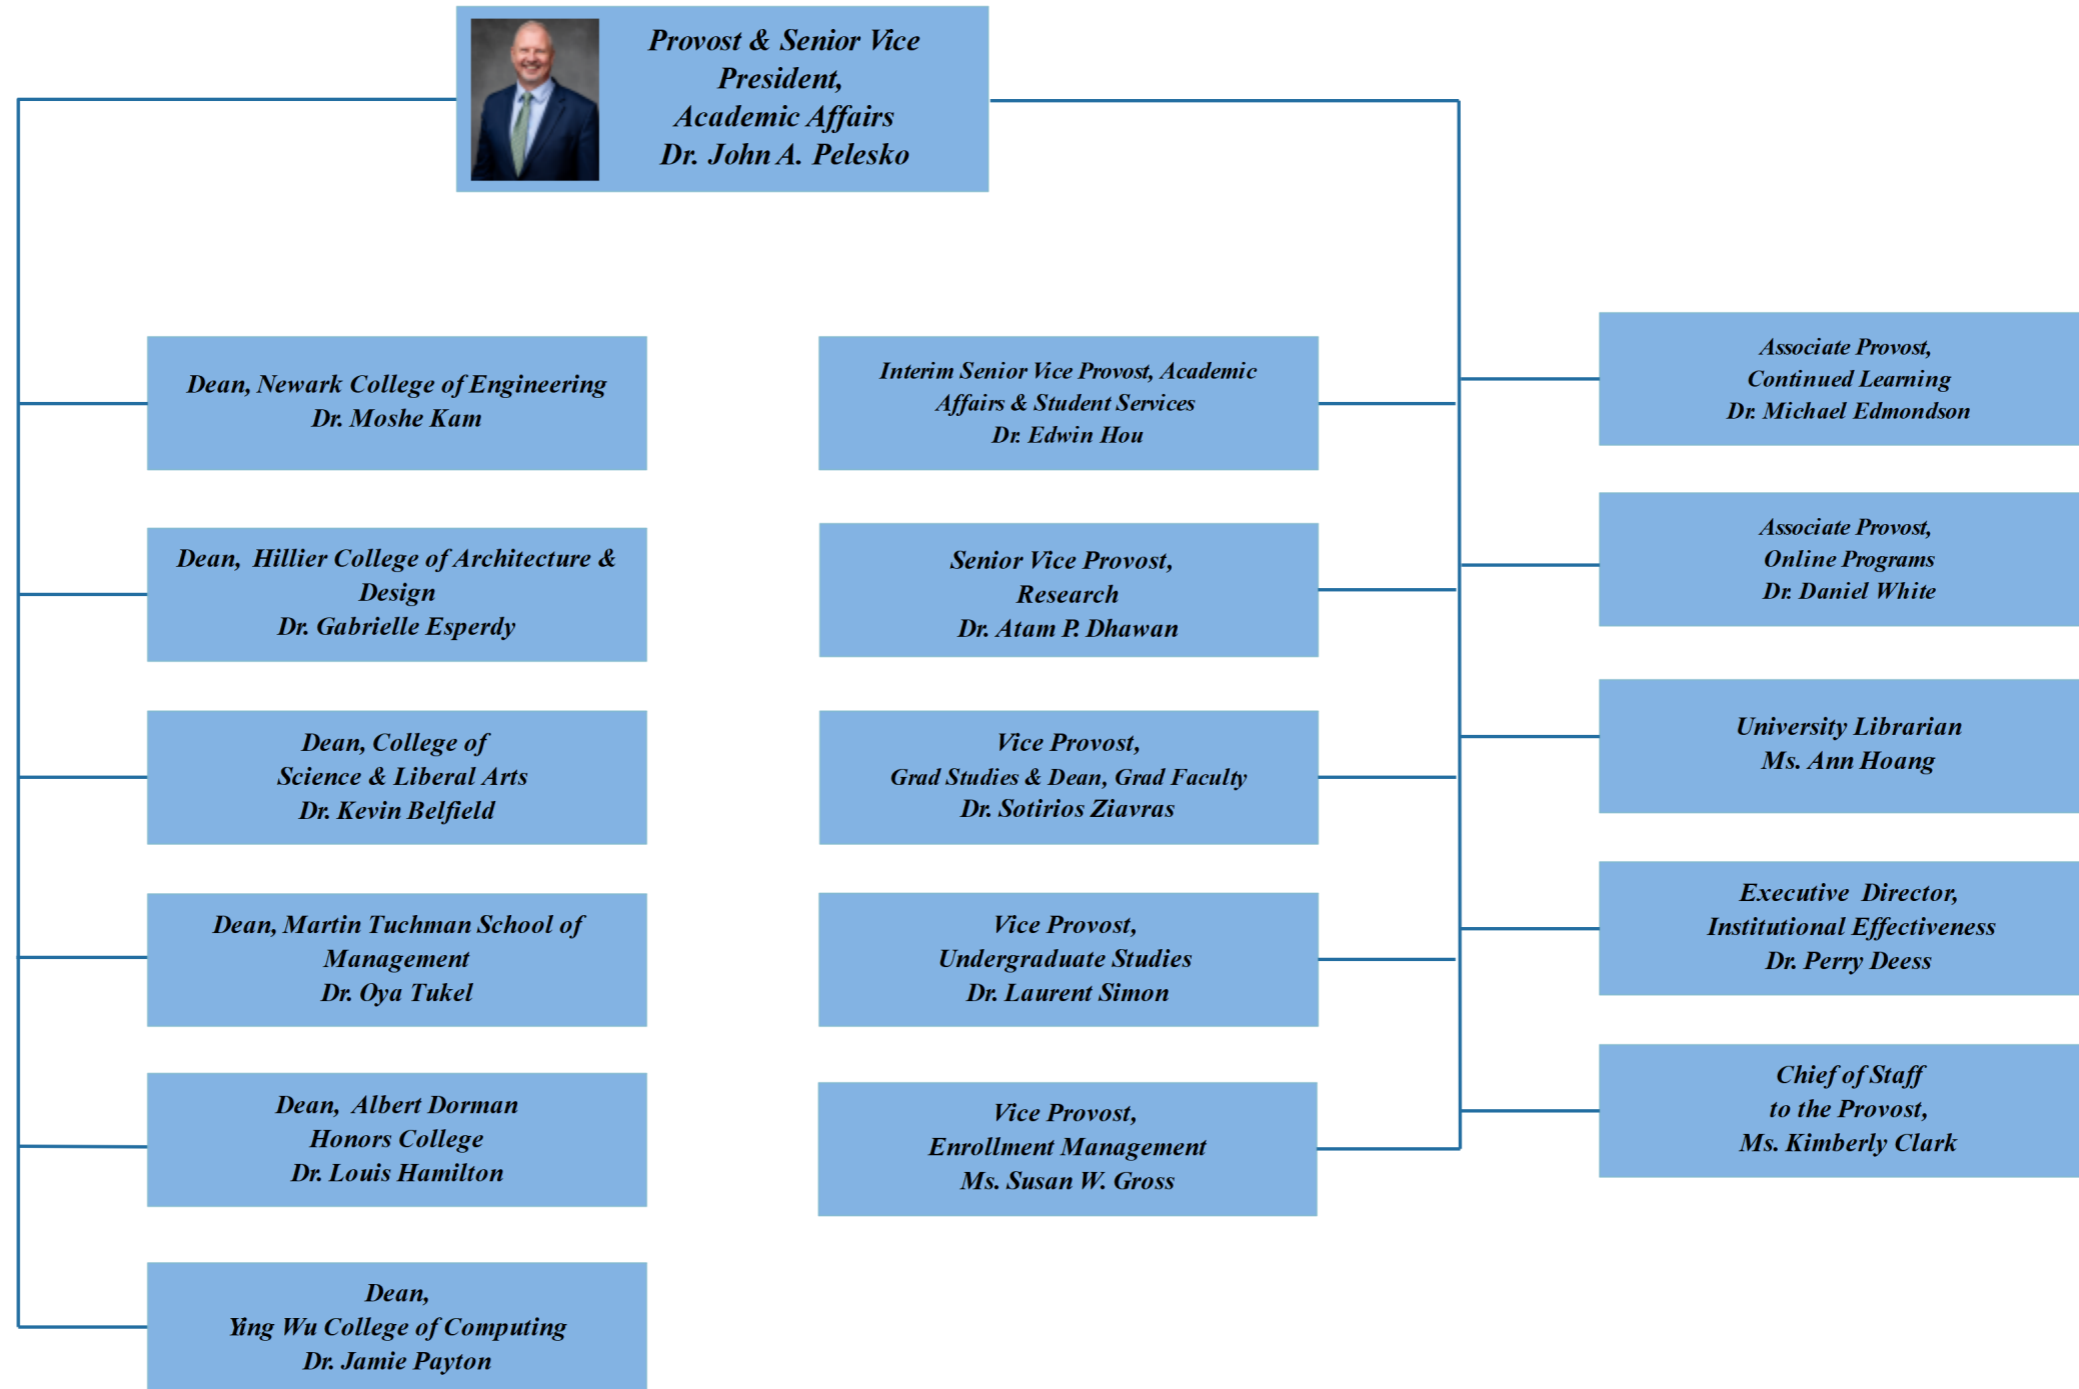 Provost & Senior Vice
President,
Academic Affairs
Dr. John A. Pelesko
Dean, Newark College of Engineering
Dr. Moshe Kam
Dean, Hillier College of Architecture &
Design
Dr. Gabrielle Esperdy
Dean, College of
Science & Liberal Arts
Dr. Kevin Belfield
Dean, Martin Tuchman School of
Management
Dr. Oya Tukel
Dean, Albert Dorman
Honors College
Dr. Louis Hamilton
Dean,
Ying Wu College of Computing
Dr. Jamie Payton
Interim Senior Vice Provost, Academic
Affairs & Student Services
Dr. Edwin Hou
Senior Vice Provost,
Research
Dr. Atam P. Dhawan
Vice Provost,
Grad Studies & Dean, Grad Faculty
Dr. Sotirios Ziavras
Vice Provost,
Undergraduate Studies
Dr. Laurent Simon
Vice Provost,
Enrollment Management
Ms. Susan W. Gross
Associate Provost,
Continued Learning
Dr. Michael Edmondson
Associate Provost,
Online Programs
Dr. Daniel White
University Librarian
Ms. Ann Hoang
Executive Director,
Institutional Effectiveness
Dr. Perry Deess
Chief of Staff
to the Provost,
Ms. Kimberly Clark